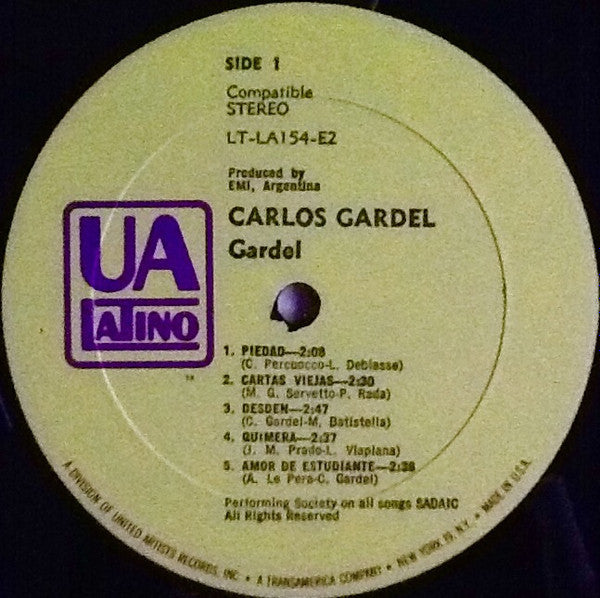 SIDE 1
Compatible
STEREO
LT-LA154-E2
Produced by
EMI, Argentina
CARLOS GARDEL
Gardel
UA
LATINO
TM
1. PIEDAD—2:08
(C. Percuocco-L. Deblasse)
2. CARTAS VIEJAS—2:30
(M. G. Servetto-P. Rada)
3. DESDEN—2:47
(C. Gardel-M. Batistella)
4. QUIMERA—2:37
(J. M. Prado-L. Viapiana)
5. AMOR DE ESTUDIANTE—2:38
(A. Le Pera-C. Gardel)
Performing Society on all songs SADAIC
All Rights Reserved
A DIVISION OF UNITED ARTISTS RECORDS, INC. • A TRANSAMERICA COMPANY • NEW YORK 19, N.Y. • MADE IN U.S.A.